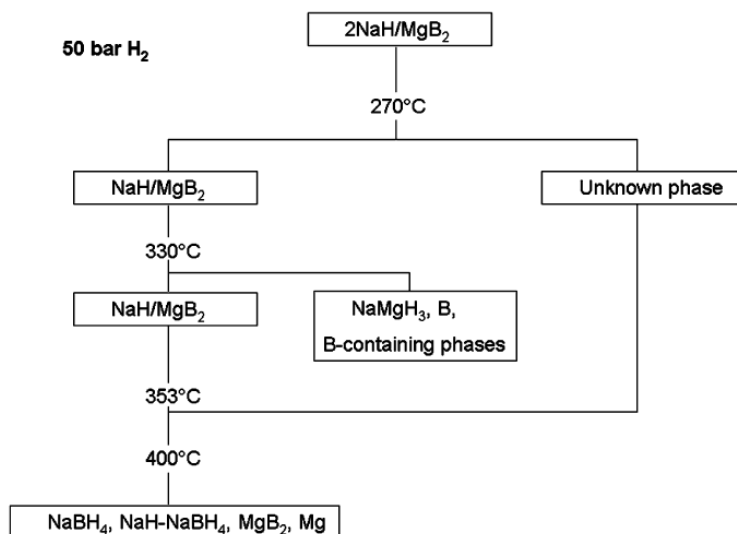 50 bar H₂
2NaH/MgB₂
270°C
NaH/MgB₂
Unknown phase
330°C
NaH/MgB₂
NaMgH₃, B,
B-containing phases
353°C
400°C
NaBH₄, NaH-NaBH₄, MgB₂, Mg